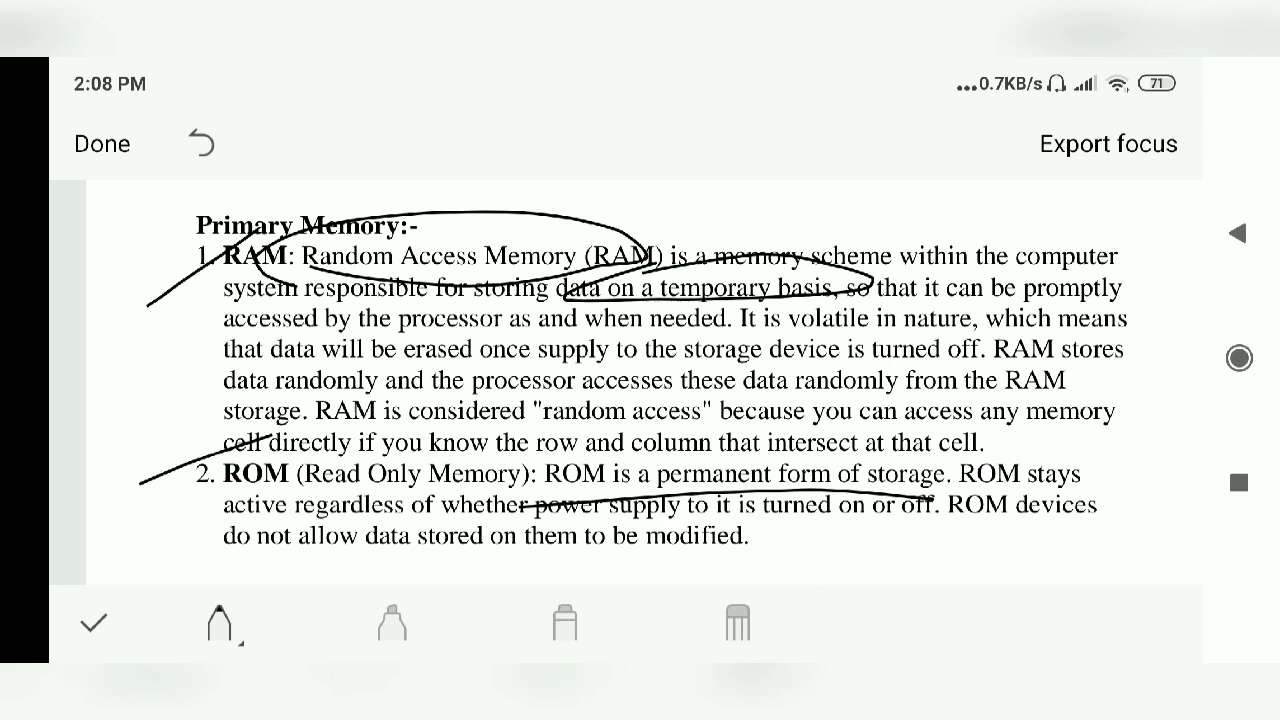 2:08 PM
...0.7KB/s
71
Done
Export focus
Primary Memory:-
1. RAM: Random Access Memory (RAM) is a memory scheme within the computer
system responsible for storing data on a temporary basis, so that it can be promptly
accessed by the processor as and when needed. It is volatile in nature, which means
that data will be erased once supply to the storage device is turned off. RAM stores
data randomly and the processor accesses these data randomly from the RAM
storage. RAM is considered "random access" because you can access any memory
cell directly if you know the row and column that intersect at that cell.
2. ROM (Read Only Memory): ROM is a permanent form of storage. ROM stays
active regardless of whether power supply to it is turned on or off. ROM devices
do not allow data stored on them to be modified.